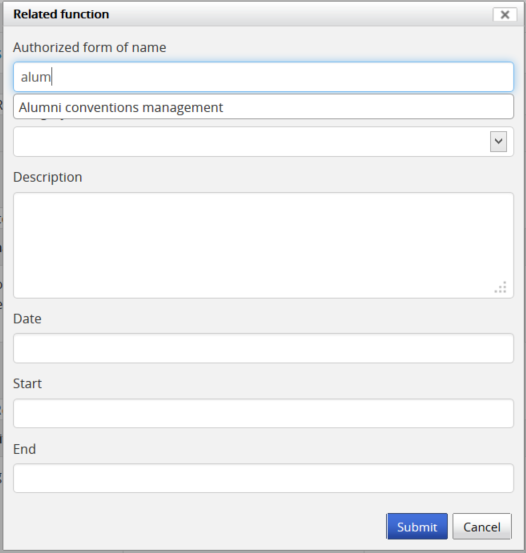 Related function
Authorized form of name
alum
Alumni conventions management
Description
Date
Start
End
Submit
Cancel